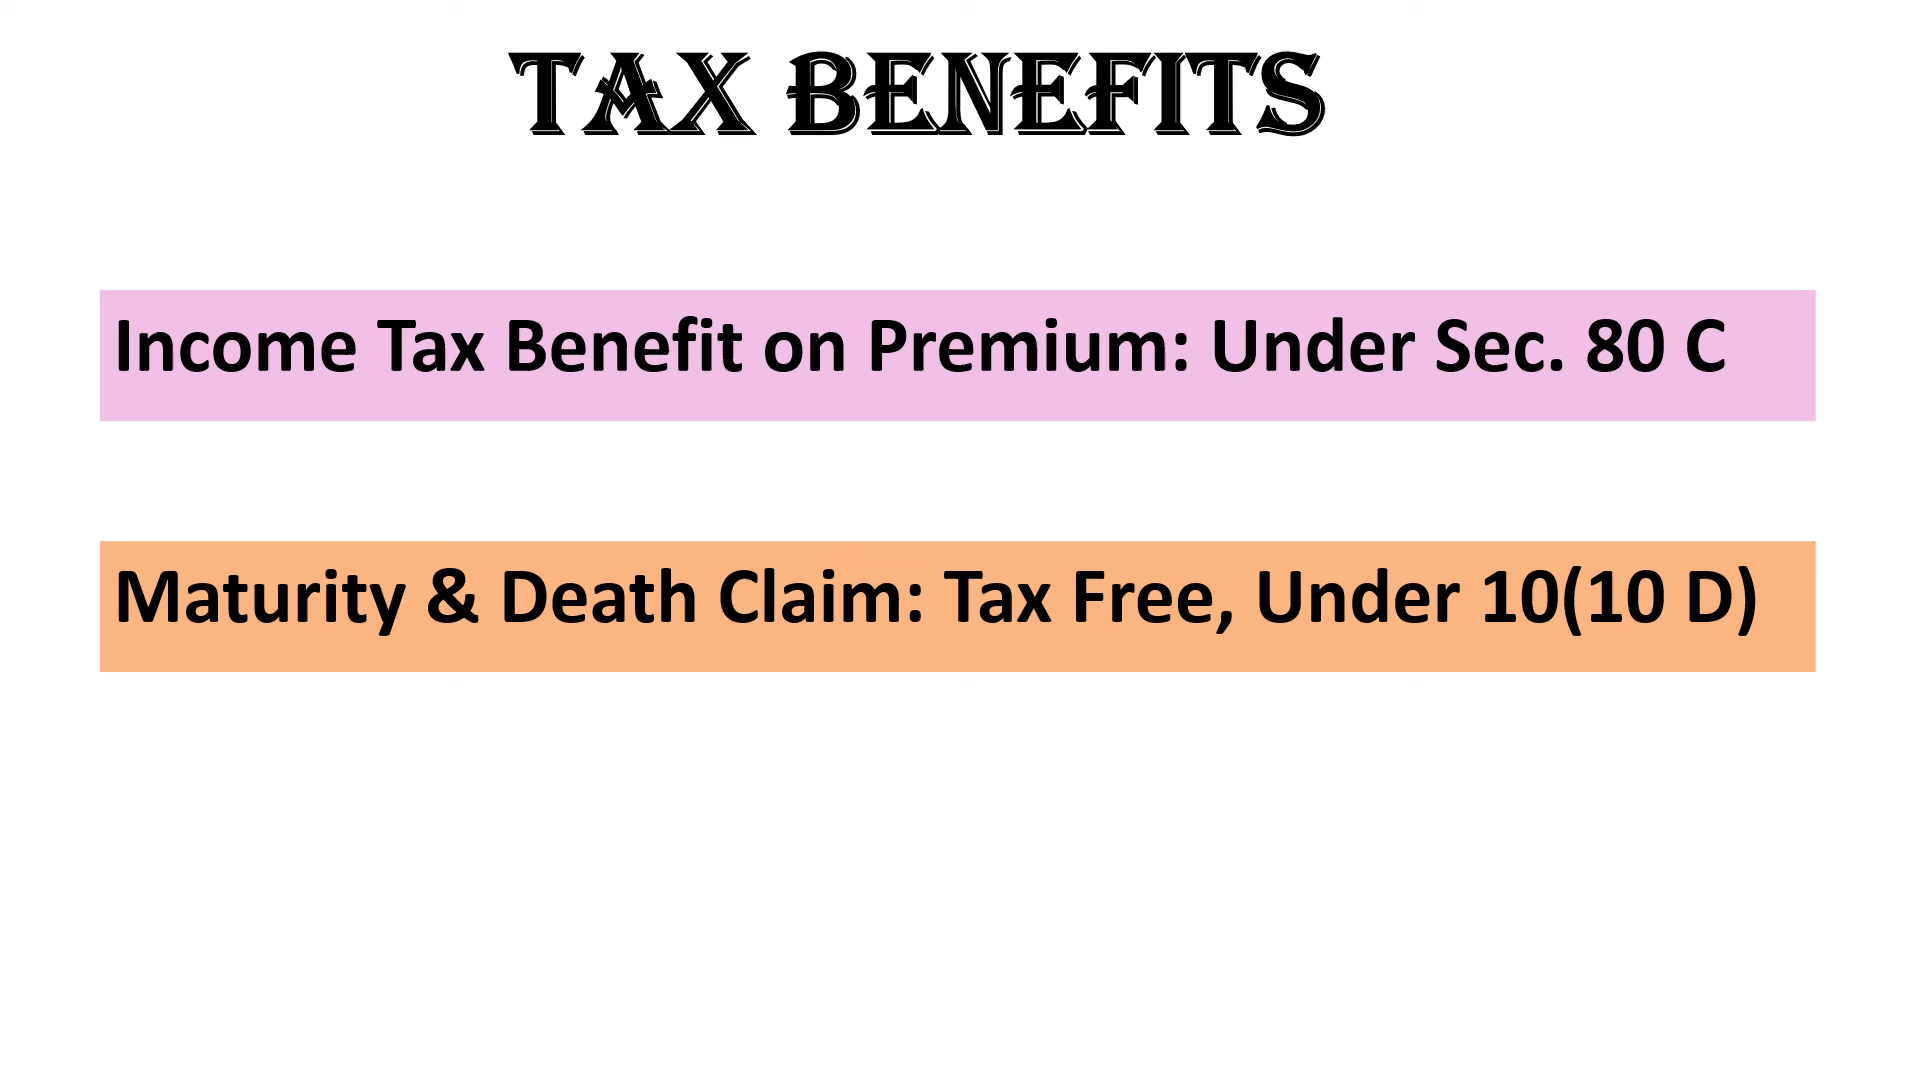 TAX BENEFITS
Income Tax Benefit on Premium: Under Sec. 80 C
Maturity & Death Claim: Tax Free, Under 10(10 D)